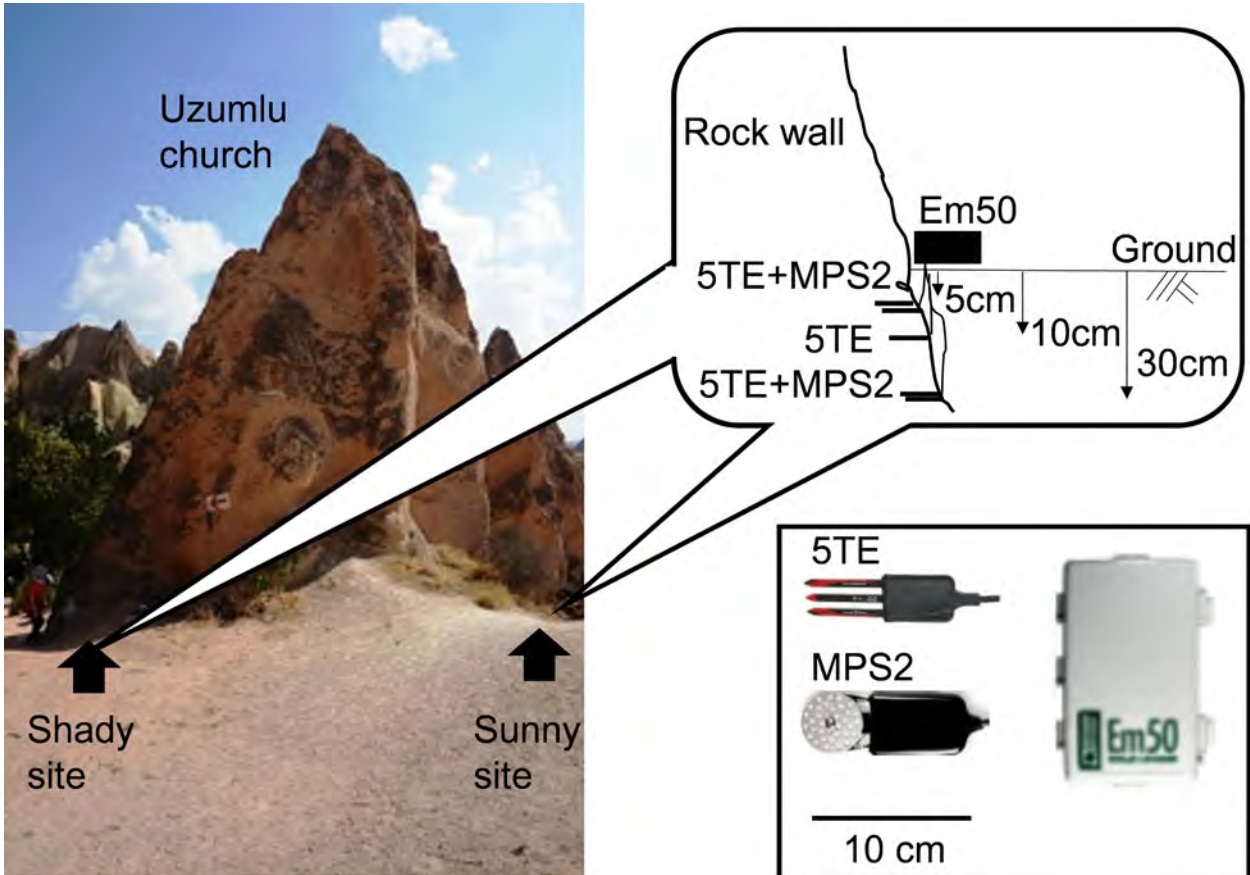 Uzumlu
church
Shady
site
Sunny
site
Rock wall
Em50
Ground
5TE+MPS2
5cm
5TE
10cm
5TE+MPS2
30cm
5TE
MPS2
Em50
10 cm